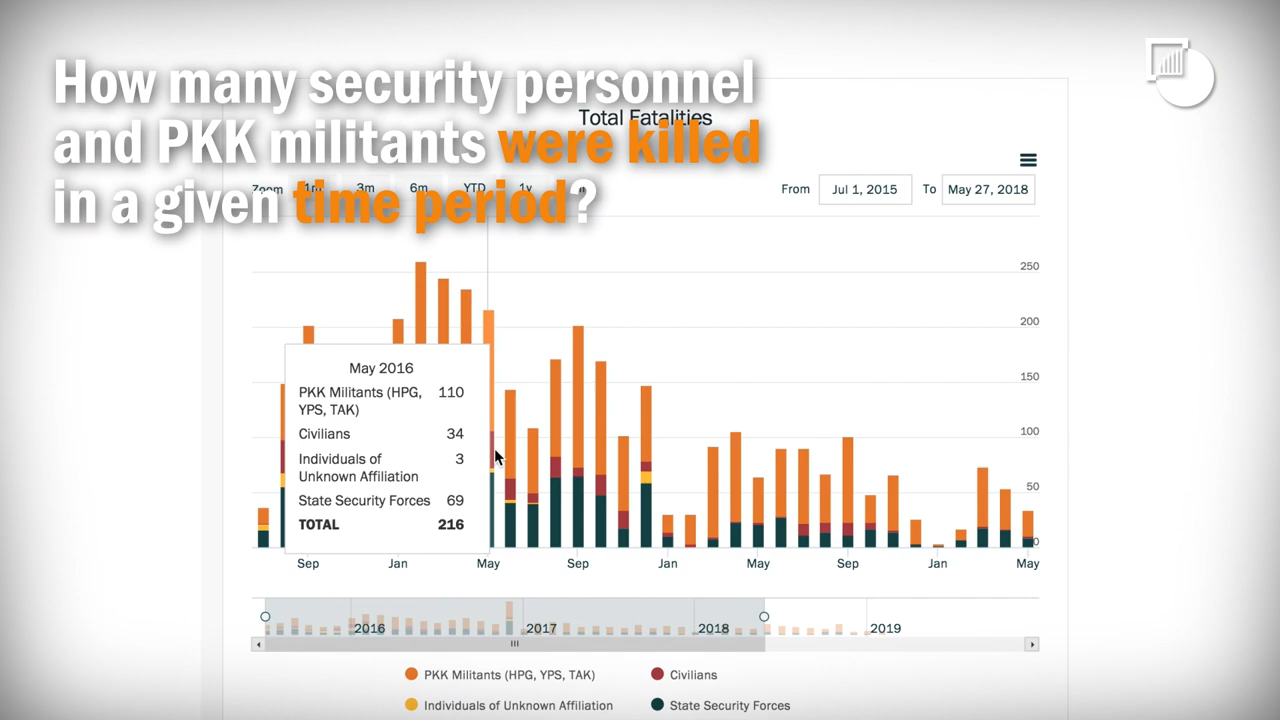 How many security personnel
and PKK militants were killed
in a given time period?
Total Fatalities
Zoom 1m 3m 6m YTD 1y
From Jul 1, 2015 To May 27, 2018
250
200
150
100
50
0
May 2016
PKK Militants (HPG, 110
YPS, TAK)
Civilians 34
Individuals of 3
Unknown Affiliation
State Security Forces 69
TOTAL 216
Sep Jan May Sep Jan May Sep Jan May
2016 2017 2018 2019
PKK Militants (HPG, YPS, TAK) Civilians
Individuals of Unknown Affiliation State Security Forces